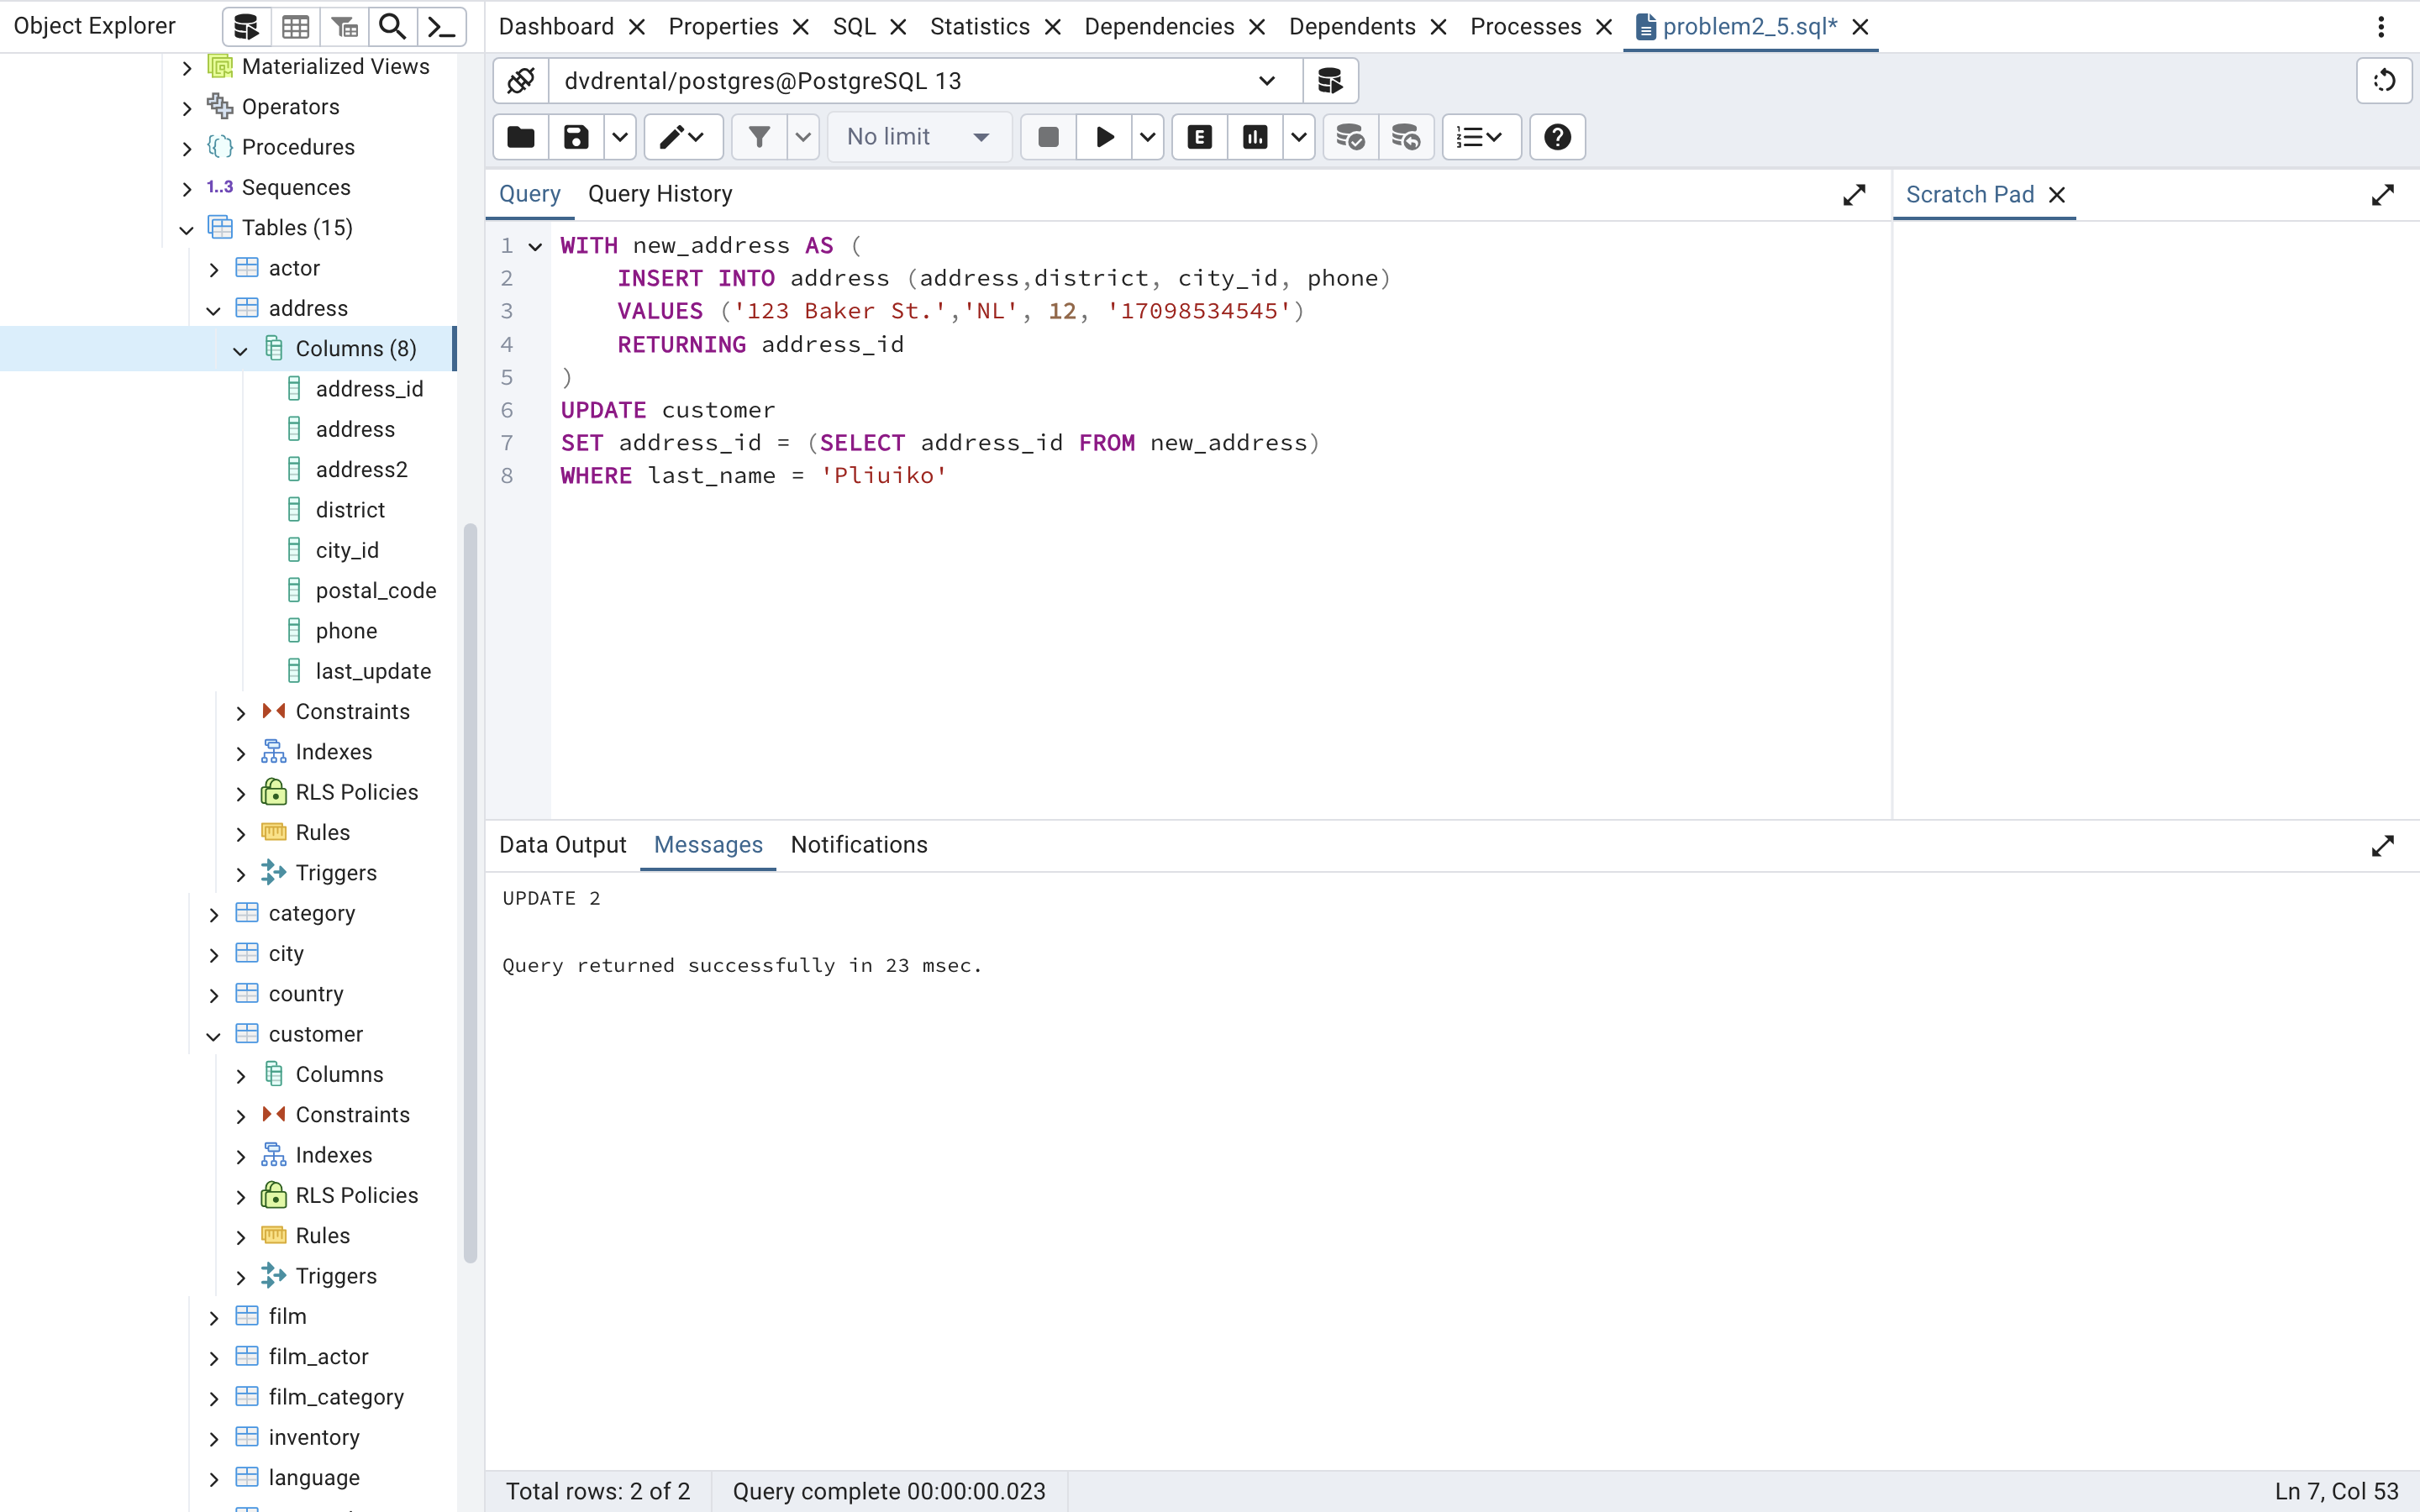 Object Explorer
Dashboard Properties SQL Statistics Dependencies Dependents Processes problem2_5.sql*
Materialized Views
Operators
Procedures
1..3 Sequences
Tables (15)
actor
address
Columns (8)
address_id
address
address2
district
city_id
postal_code
phone
last_update
Constraints
Indexes
RLS Policies
Rules
Triggers
category
city
country
customer
Columns
Constraints
Indexes
RLS Policies
Rules
Triggers
film
film_actor
film_category
inventory
language
dvdrental/postgres@PostgreSQL 13
No limit
E
Query Query History
Scratch Pad
1 WITH new_address AS (
2 INSERT INTO address (address,district, city_id, phone)
3 VALUES ('123 Baker St.','NL', 12, '17098534545')
4 RETURNING address_id
5 )
6 UPDATE customer
7 SET address_id = (SELECT address_id FROM new_address)
8 WHERE last_name = 'Pliuiko'
Data Output Messages Notifications
UPDATE 2
Query returned successfully in 23 msec.
Total rows: 2 of 2 Query complete 00:00:00.023 Ln 7, Col 53